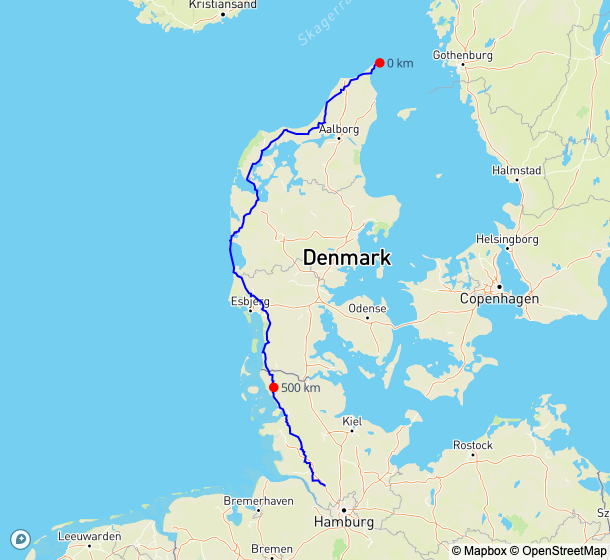 Kristiansand
Skagerra
Gothenburg
0 km
Aalborg
Halmstad
Helsingborg
Denmark
Copenhagen
Esbjerg
Odense
500 km
Kiel
Rostock
Bremerhaven
Hamburg
Sz
Leeuwarden
Bremen
© Mapbox © OpenStreetMap